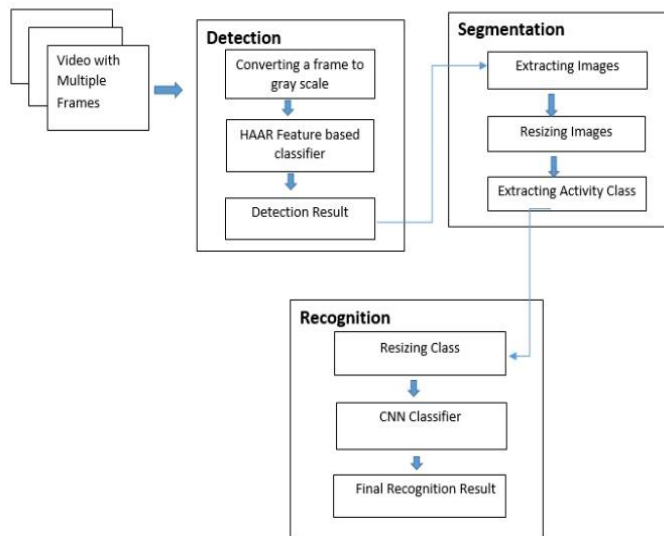 Video with
Multiple
Frames
Detection
Converting a frame to
gray scale
HAAR Feature based
classifier
Detection Result
Segmentation
Extracting Images
Resizing Images
Extracting Activity Class
Recognition
Resizing Class
CNN Classifier
Final Recognition Result